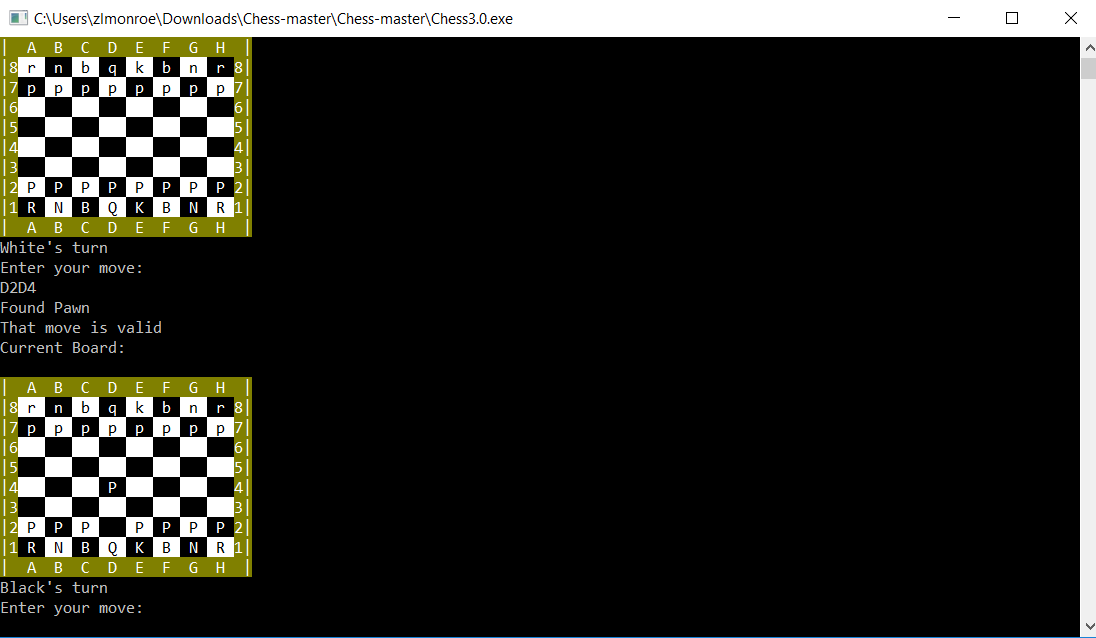 C:\Users\zlmonroe\Downloads\Chess-master\Chess-master\Chess3.0.exe
| A B C D E F G H |
|8 r n b q k b n r 8|
|7 p p p p p p p p 7|
|6 6|
|5 5|
|4 4|
|3 3|
|2 P P P P P P P P 2|
|1 R N B Q K B N R 1|
| A B C D E F G H |
White's turn
Enter your move:
D2D4
Found Pawn
That move is valid
Current Board:
| A B C D E F G H |
|8 r n b q k b n r 8|
|7 p p p p p p p p 7|
|6 6|
|5 5|
|4 P 4|
|3 3|
|2 P P P P P P P 2|
|1 R N B Q K B N R 1|
| A B C D E F G H |
Black's turn
Enter your move: